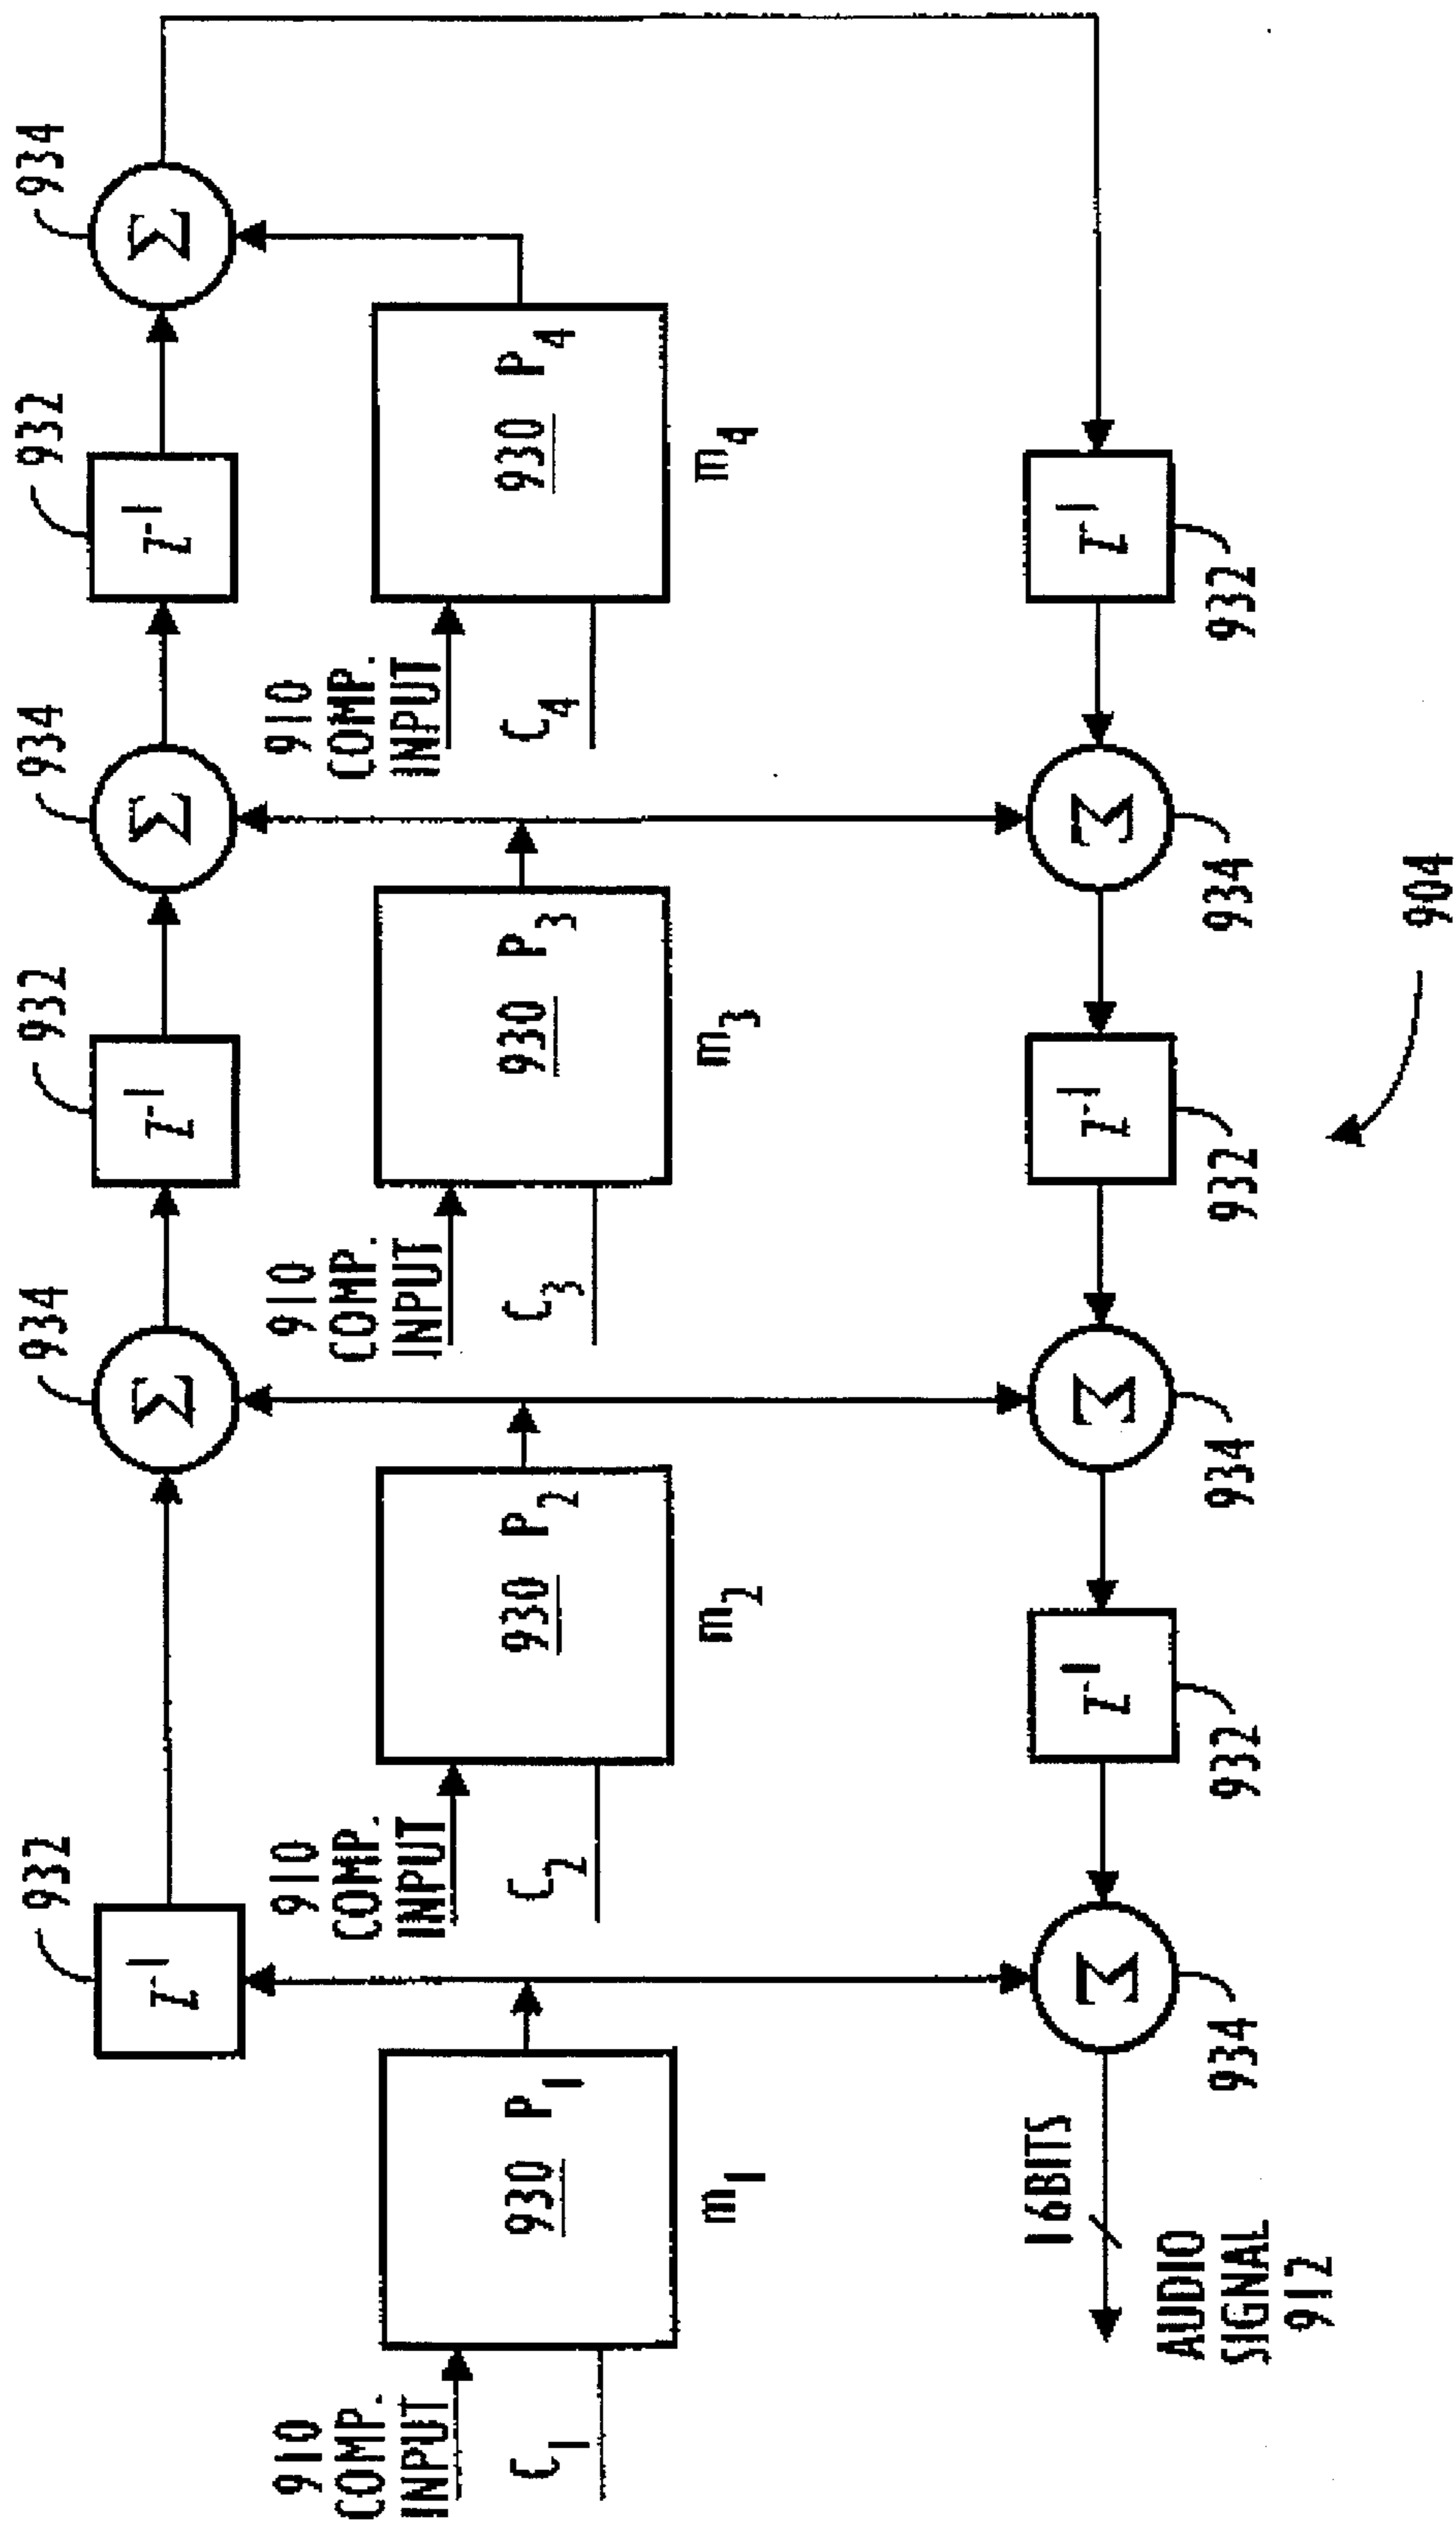 932
934
932
934
932
934
Z-1
Σ
Z-1
Σ
Z-1
Σ
910
COMP.
INPUT
910
COMP.
INPUT
910
COMP.
INPUT
910
COMP.
INPUT
930 P1
930 P2
930 P3
930 P4
C1
C2
C3
C4
m1
m2
m3
m4
16BITS
Σ
Z-1
Σ
Z-1
Σ
Z-1
AUDIO
SIGNAL
912
934
932
934
932
934
932
904